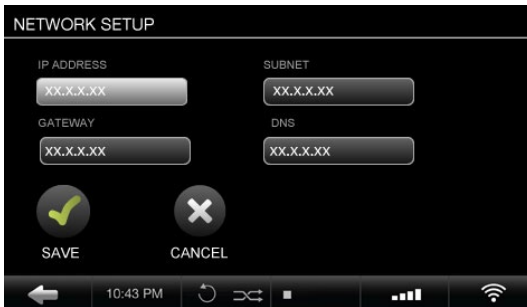 NETWORK SETUP
IP ADDRESS SUBNET
XX.X.X.XX XX.X.X.XX
GATEWAY DNS
XX.X.X.XX XX.X.X.XX
SAVE CANCEL
10:43 PM